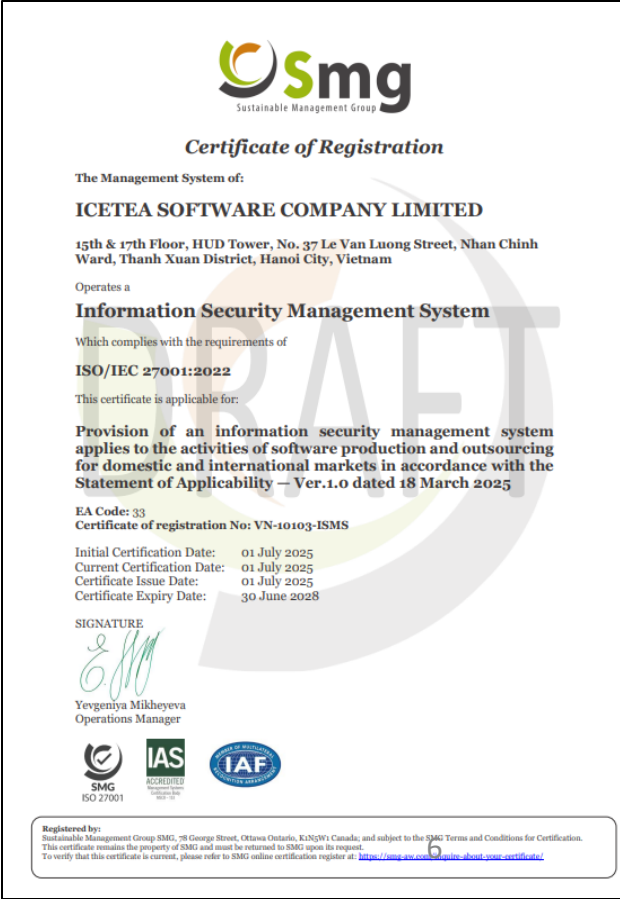 Smg
Sustainable Management Group
Certificate of Registration
The Management System of:
ICETEA SOFTWARE COMPANY LIMITED
15th & 17th Floor, HUD Tower, No. 37 Le Van Luong Street, Nhan Chinh
Ward, Thanh Xuan District, Hanoi City, Vietnam
Operates a
Information Security Management System
Which complies with the requirements of
ISO/IEC 27001:2022
This certificate is applicable for:
DRAFT
Provision of an information security management system
applies to the activities of software production and outsourcing
for domestic and international markets in accordance with the
Statement of Applicability — Ver.1.0 dated 18 March 2025
EA Code: 33
Certificate of registration No: VN-10103-ISMS
Initial Certification Date: 01 July 2025
Current Certification Date: 01 July 2025
Certificate Issue Date: 01 July 2025
Certificate Expiry Date: 30 June 2028
SIGNATURE
Yevgeniya Mikheyeva
Operations Manager
SMG
ISO 27001
IAS
ACCREDITED
Management Systems
Certification Body
MEMBER OF MULTILATERAL
IAF
RECOGNITION ARRANGEMENT
Registered by:
Sustainable Management Group SMG, 78 George Street, Ottawa Ontario, K1N5W1 Canada; and subject to the SMG Terms and Conditions for Certification.
This certificate remains the property of SMG and must be returned to SMG upon its request.
To verify that this certificate is current, please refer to SMG online certification register at: https://smg-aw.com/inquire-about-your-certificate/
6